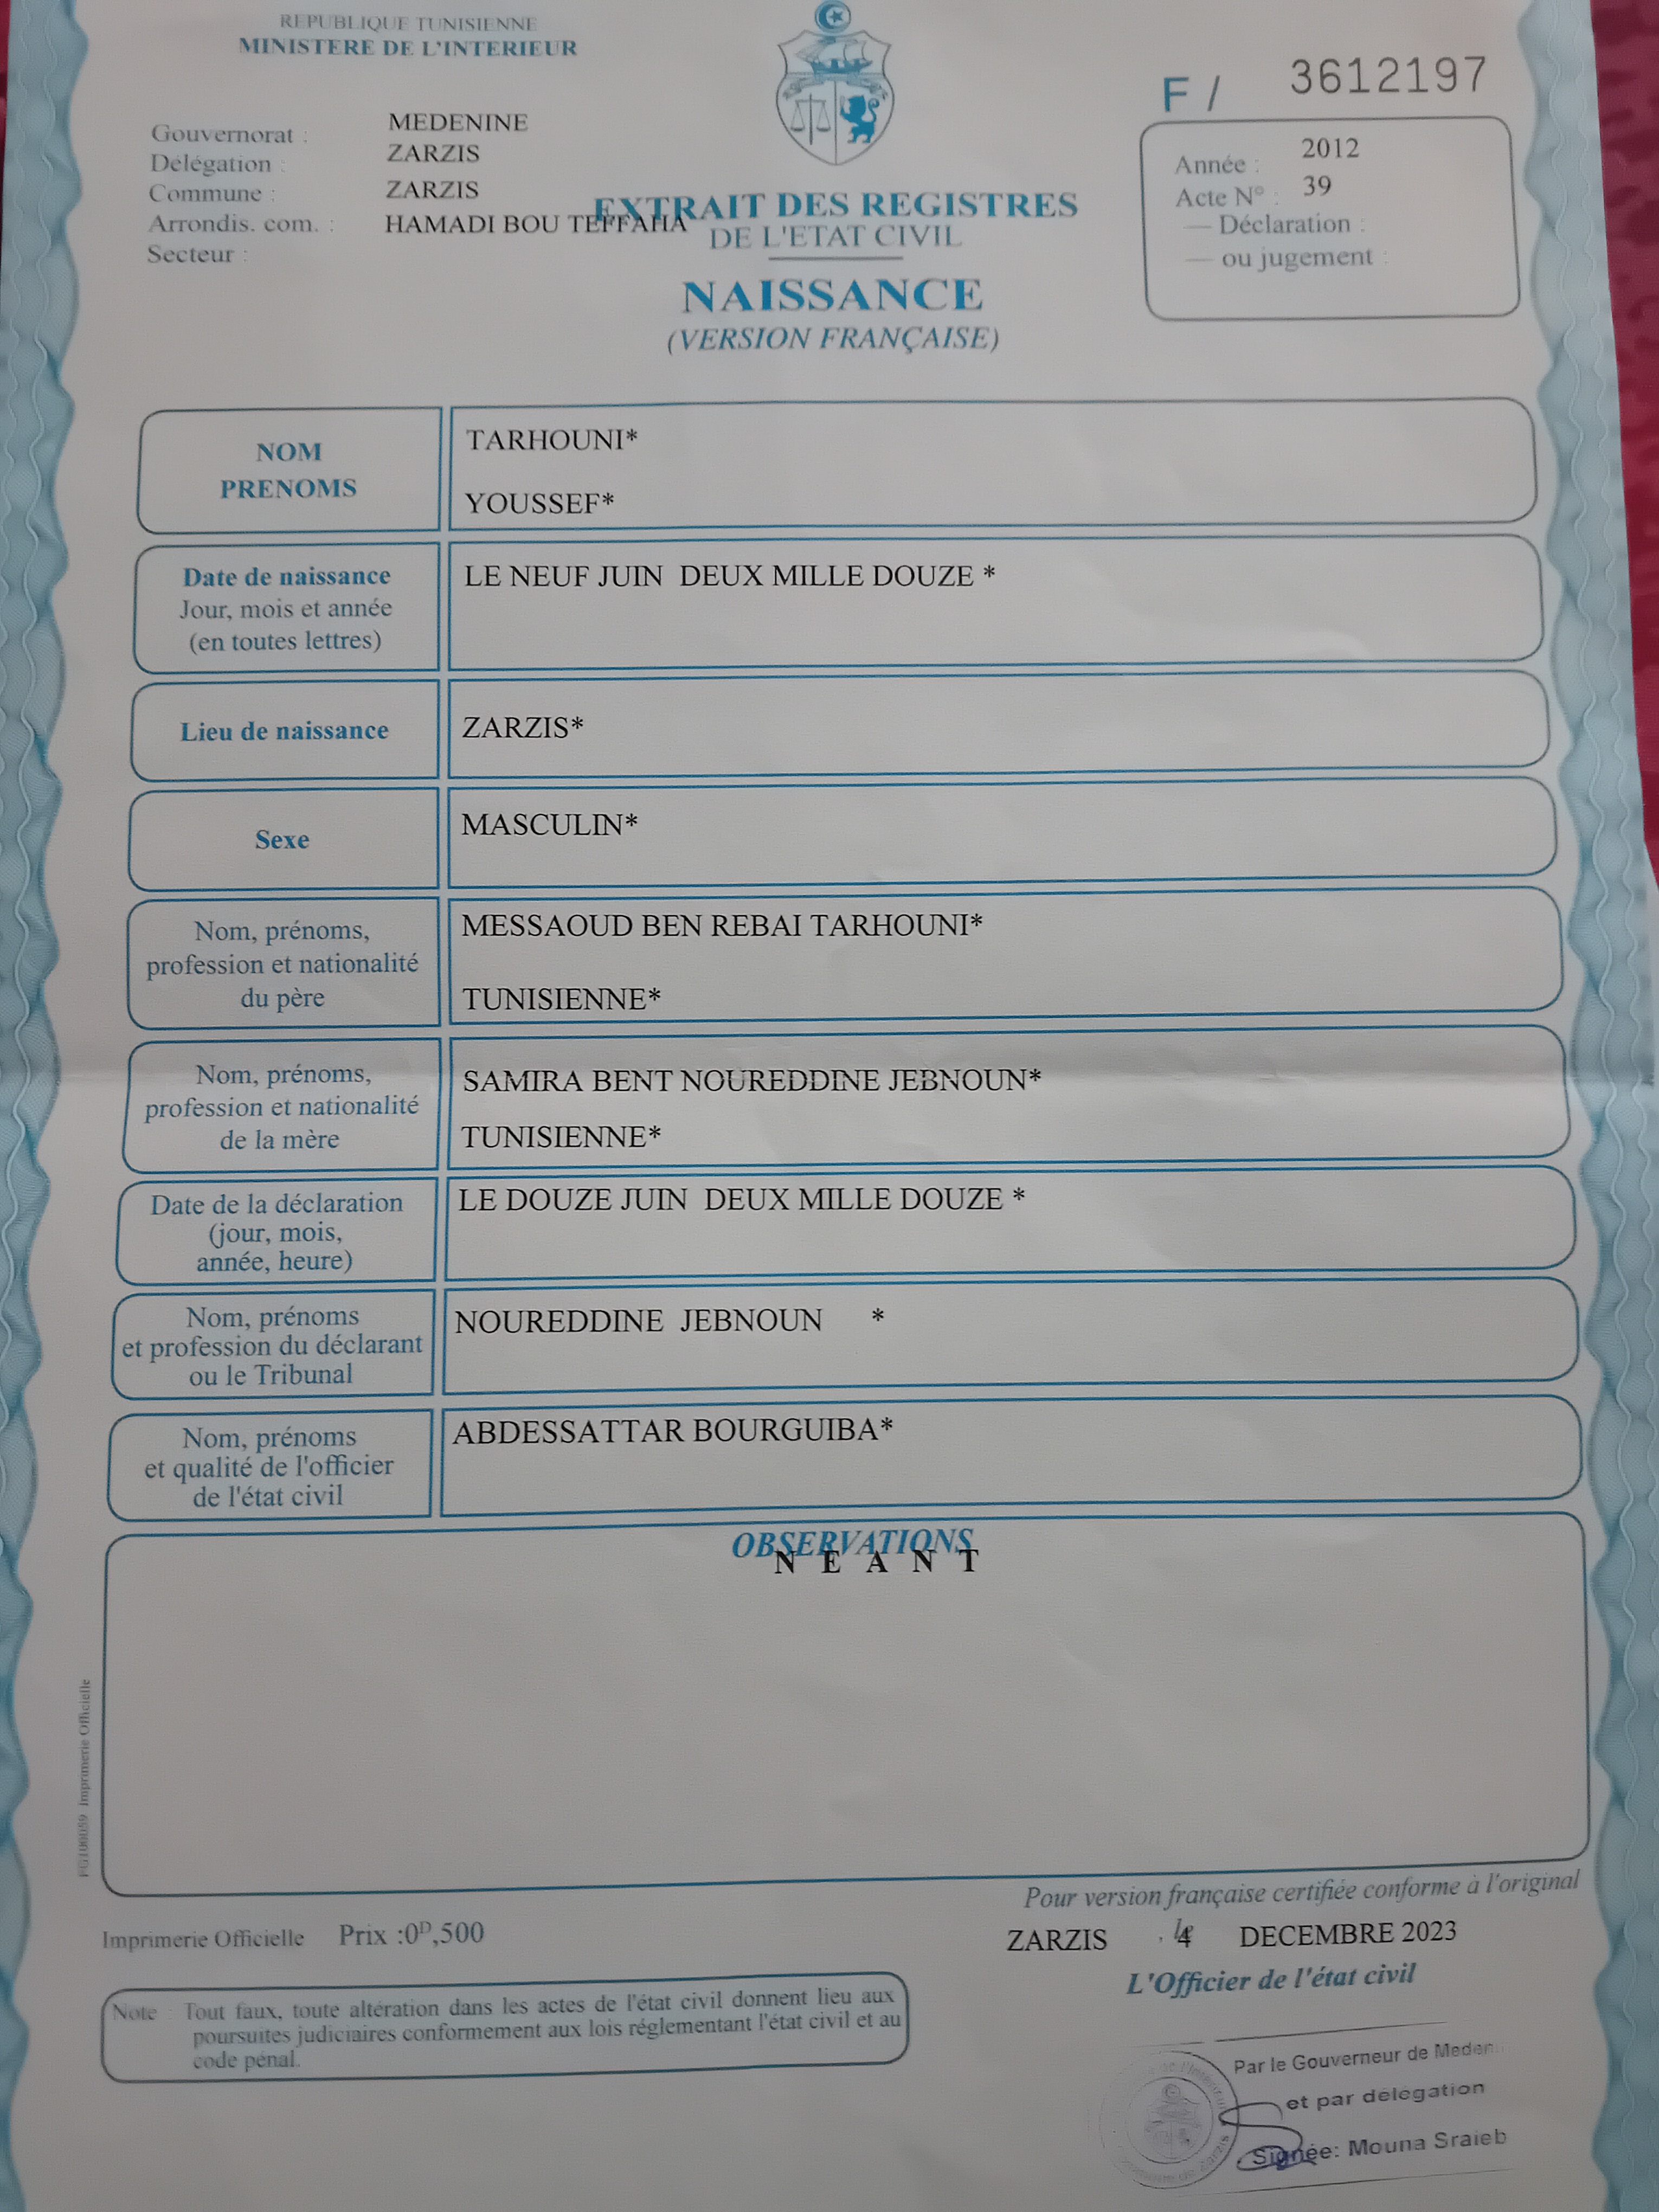 REPUBLIQUE TUNISIENNE
MINISTERE DE L'INTERIEUR
F / 3612197
Gouvernorat : MEDENINE
Délégation : ZARZIS
Commune : ZARZIS
Arrondis. com. : HAMADI BOU TEFFAHA
Secteur :
Année : 2012
Acte N° : 39
— Déclaration :
— ou jugement :
EXTRAIT DES REGISTRES
DE L'ETAT CIVIL
NAISSANCE
(VERSION FRANÇAISE)
NOM
PRENOMS
TARHOUNI*
YOUSSEF*
Date de naissance
Jour, mois et année
(en toutes lettres)
LE NEUF JUIN DEUX MILLE DOUZE *
Lieu de naissance
ZARZIS*
Sexe
MASCULIN*
Nom, prénoms,
profession et nationalité
du père
MESSAOUD BEN REBAI TARHOUNI*
TUNISIENNE*
Nom, prénoms,
profession et nationalité
de la mère
SAMIRA BENT NOUREDDINE JEBNOUN*
TUNISIENNE*
Date de la déclaration
(jour, mois,
année, heure)
LE DOUZE JUIN DEUX MILLE DOUZE *
Nom, prénoms
et profession du déclarant
ou le Tribunal
NOUREDDINE JEBNOUN *
Nom, prénoms
et qualité de l'officier
de l'état civil
ABDESSATTAR BOURGUIBA*
OBSERVATIONS
N E A N T
FG100059 Imprimerie Officielle
Pour version française certifiée conforme à l'original
Imprimerie Officielle Prix :0D,500
ZARZIS , le 4 DECEMBRE 2023
L'Officier de l'état civil
Note : Tout faux, toute altération dans les actes de l'état civil donnent lieu aux
poursuites judiciaires conformement aux lois réglementant l'état civil et au
code pénal.
Par le Gouverneur de Meden
et par délegation
Signée: Mouna Sraieb